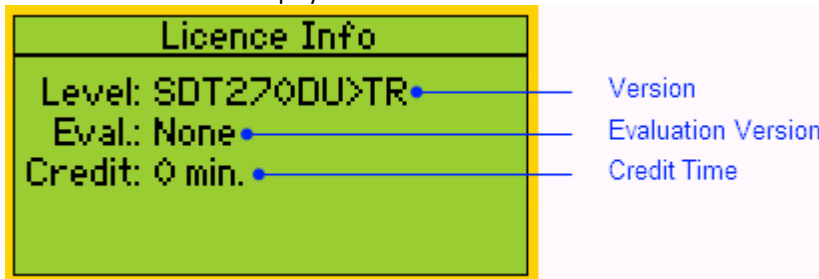 Licence Info
Level: SDT270DU>TR Version
Eval.: None Evaluation Version
Credit: 0 min. Credit Time